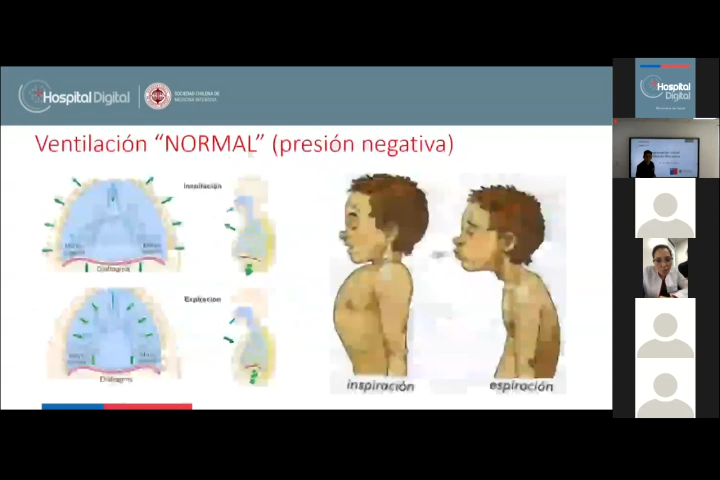 Hospital Digital
SOCIEDAD CHILENA DE
MEDICINA INTENSIVA
Ventilación “NORMAL” (presión negativa)
Inspiración
Diafragma
Espiración
Diafragma
inspiración
espiración
Hospital
Digital